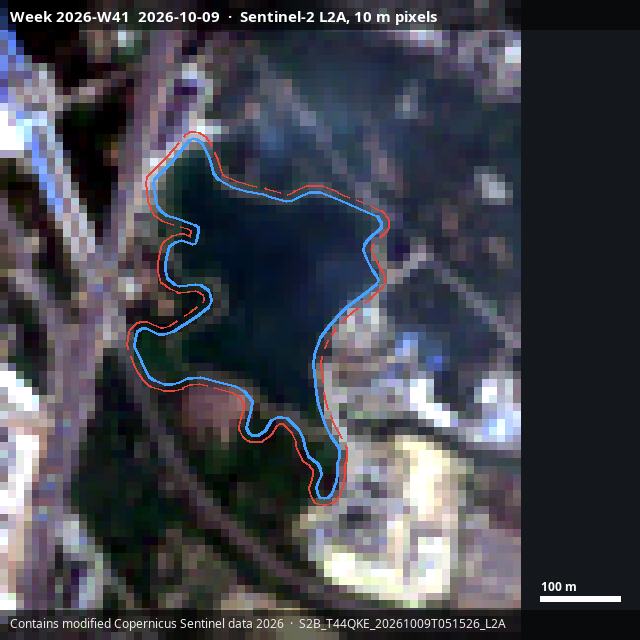 Week 2026-W41 2026-10-09 · Sentinel-2 L2A, 10 m pixels
100 m
Contains modified Copernicus Sentinel data 2026 · S2B_T44QKE_20261009T051526_L2A